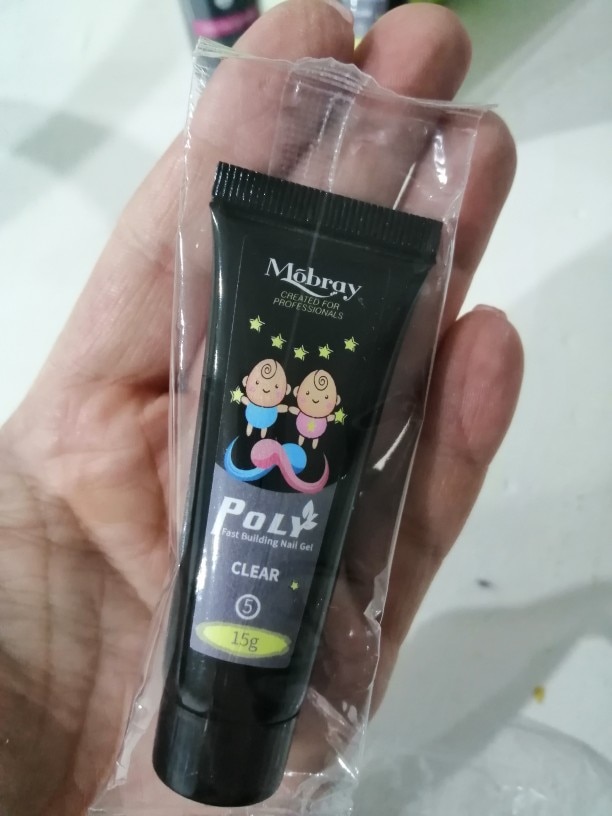 Mobray
CREATED FOR
PROFESSIONALS
POLY
Fast Building Nail Gel
CLEAR
5
15g